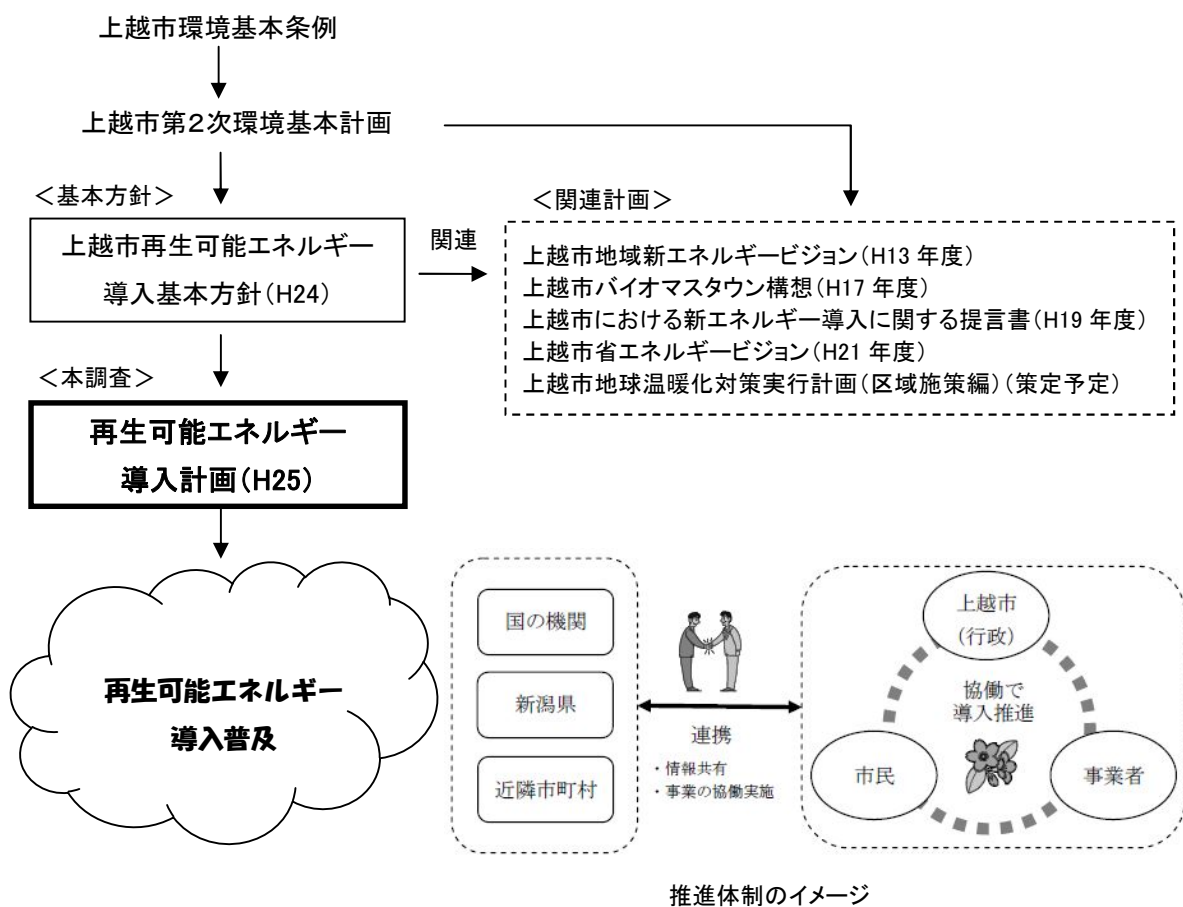 上越市環境基本条例
上越市第2次環境基本計画
<基本方針>
上越市再生可能エネルギー
導入基本方針(H24)
関連
<関連計画>
上越市地域新エネルギービジョン(H13 年度)
上越市バイオマスタウン構想(H17 年度)
上越市における新エネルギー導入に関する提言書(H19 年度)
上越市省エネルギービジョン(H21 年度)
上越市地球温暖化対策実行計画(区域施策編)(策定予定)
<本調査>
再生可能エネルギー
導入計画(H25)
再生可能エネルギー
導入普及
国の機関
新潟県
近隣市町村
連携
・情報共有
・事業の協働実施
上越市
(行政)
協働で
導入推進
市民
事業者
推進体制のイメージ